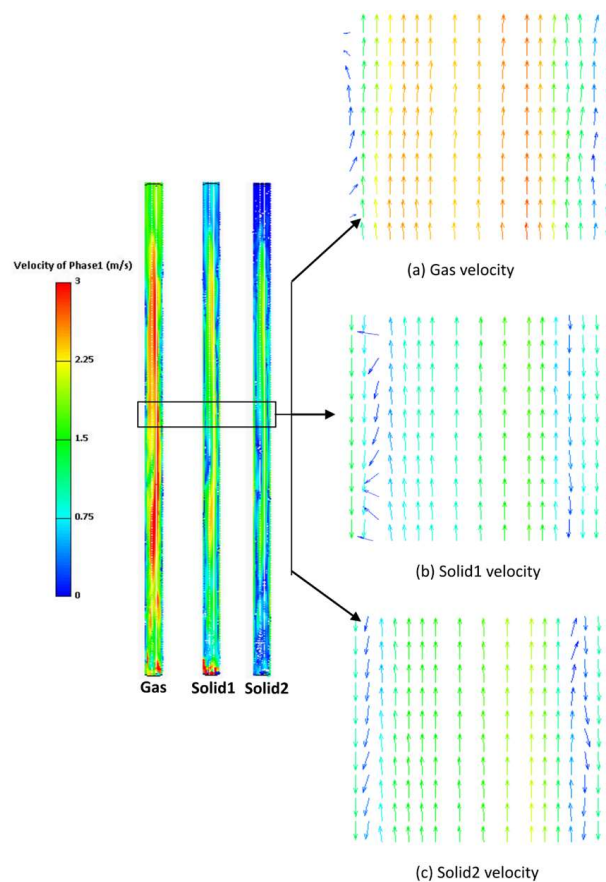 (a) Gas velocity
Velocity of Phase1 (m/s)
3
2.25
1.5
0.75
0
(b) Solid1 velocity
Gas Solid1 Solid2
(c) Solid2 velocity